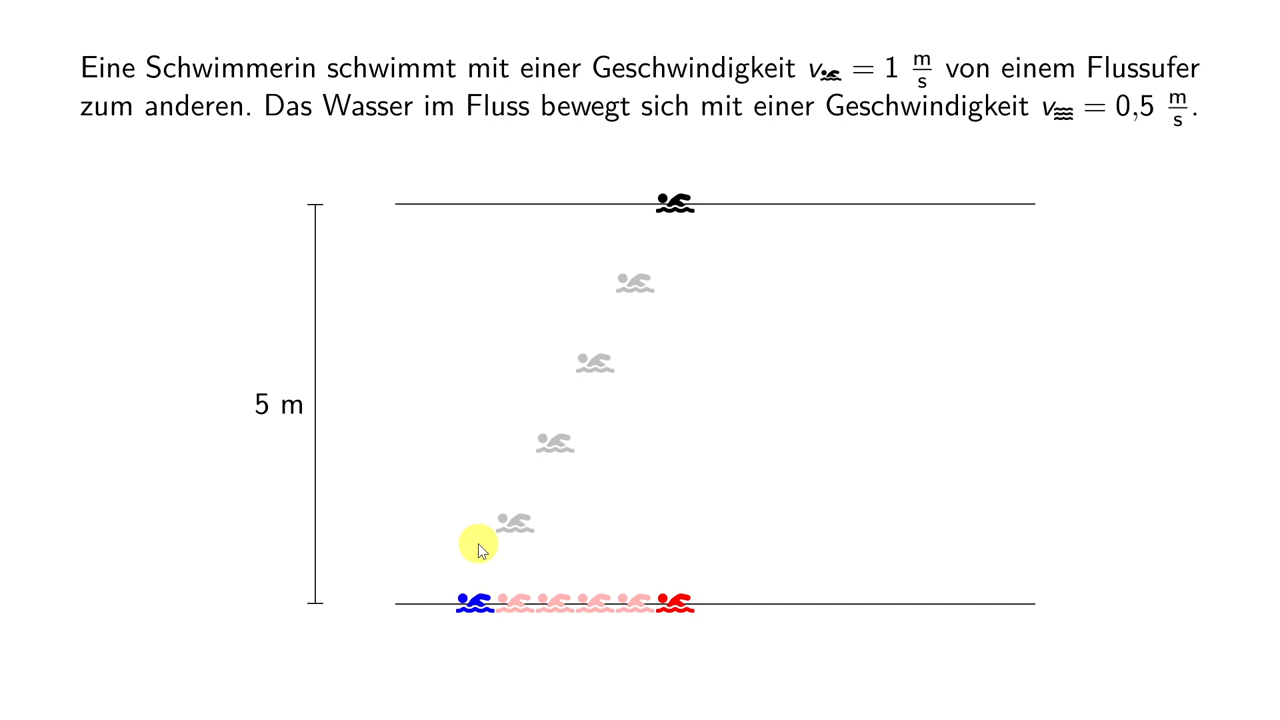 Eine Schwimmerin schwimmt mit einer Geschwindigkeit v = 1 m/s von einem Flussufer
zum anderen. Das Wasser im Fluss bewegt sich mit einer Geschwindigkeit v = 0,5 m/s.
5 m